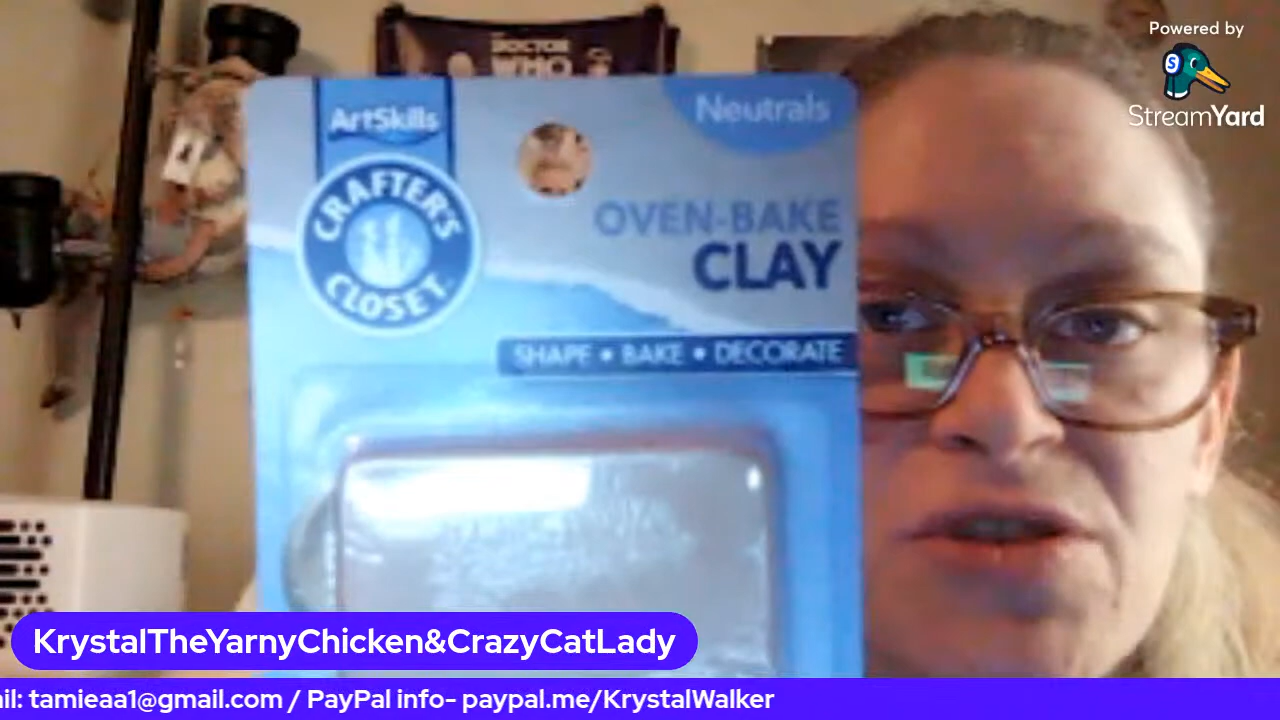 Powered by
StreamYard
DOCTOR
WHO
ArtSkills
Neutrals
CRAFTER'S
CLOSET
OVEN-BAKE
CLAY
SHAPE • BAKE • DECORATE
KrystalTheYarnyChicken&CrazyCatLady
il: tamieaa1@gmail.com / PayPal info- paypal.me/KrystalWalker